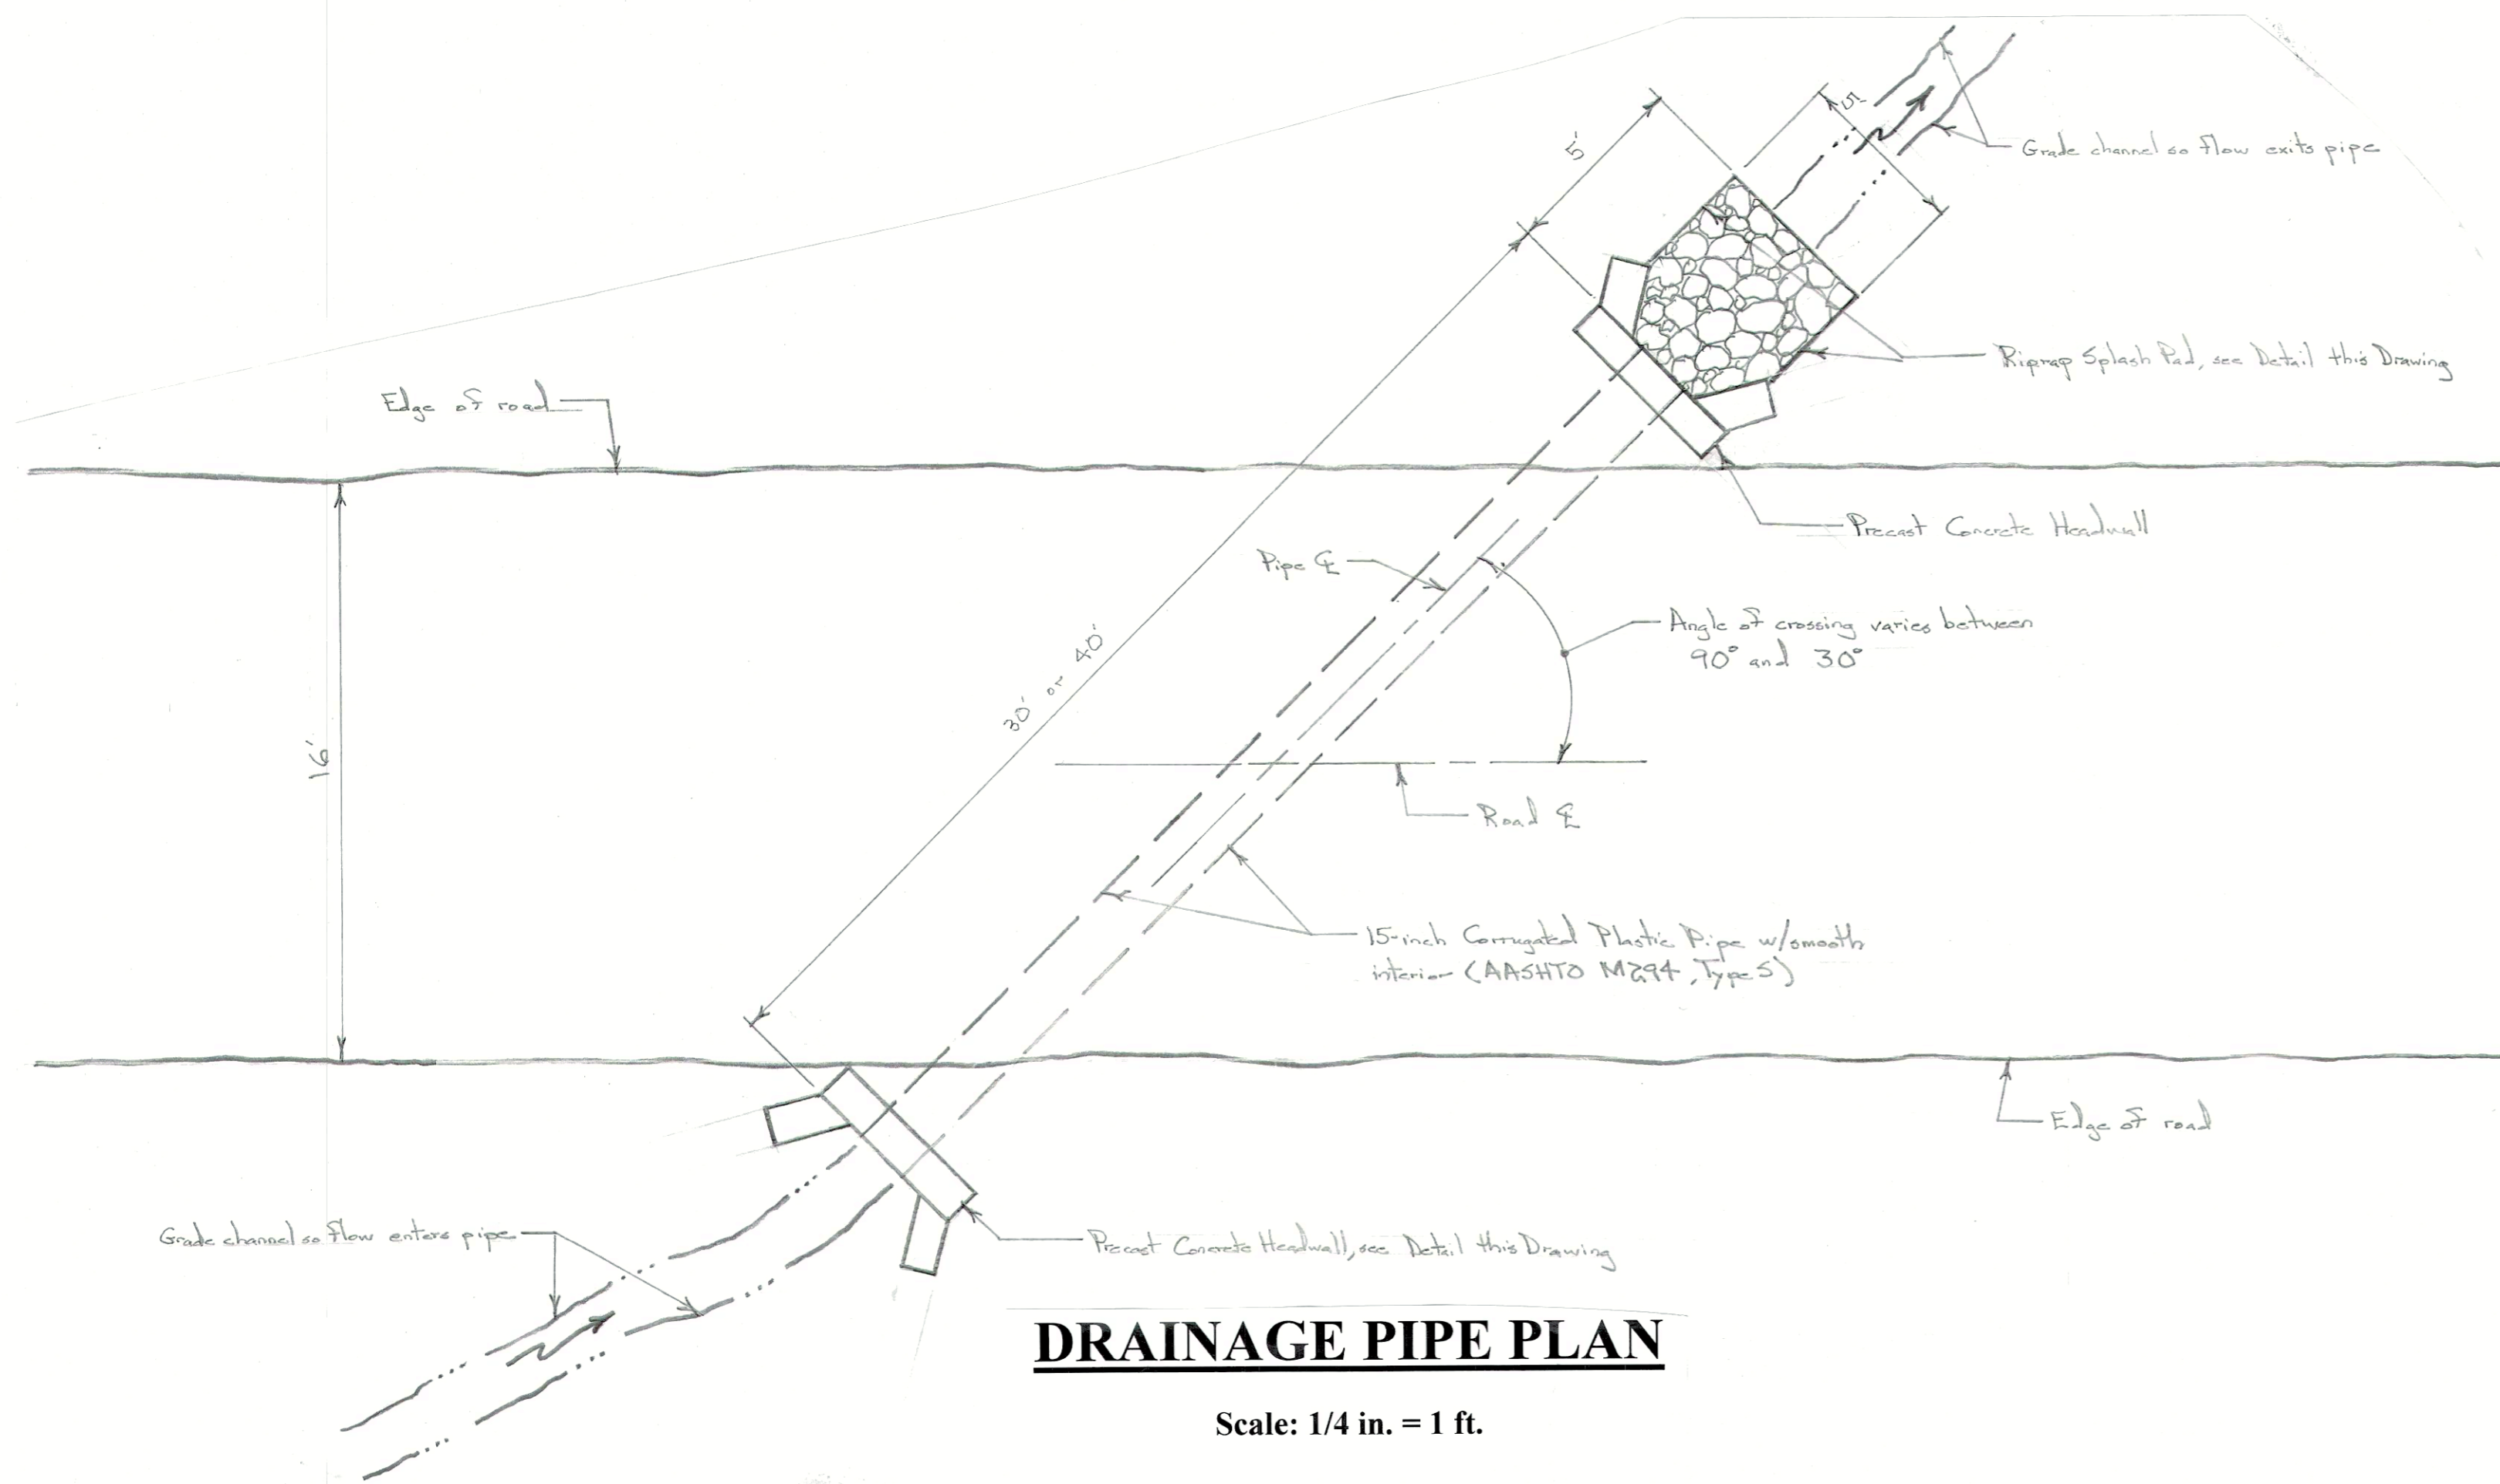 5'
5'
Grade channel so flow exits pipe
Riprap Splash Pad, see Detail this Drawing
Edge of road
Precast Concrete Headwall
Pipe ℄
Angle of crossing varies between
90° and 30°
30' or 40'
16'
Road ℄
15-inch Corrugated Plastic Pipe w/smooth
interior (AASHTO M294, Type S)
Edge of road
Grade channel so flow enters pipe
Precast Concrete Headwall, see Detail this Drawing
DRAINAGE PIPE PLAN
Scale: 1/4 in. = 1 ft.